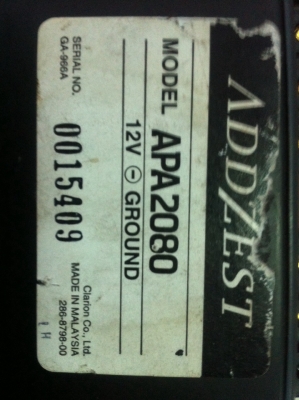 ADDZEST
MODEL APA2080
12V ⊖ GROUND
SERIAL NO. 0015409
GA-966A
Clarion Co., Ltd.
MADE IN MALAYSIA
286-8798-00
LH